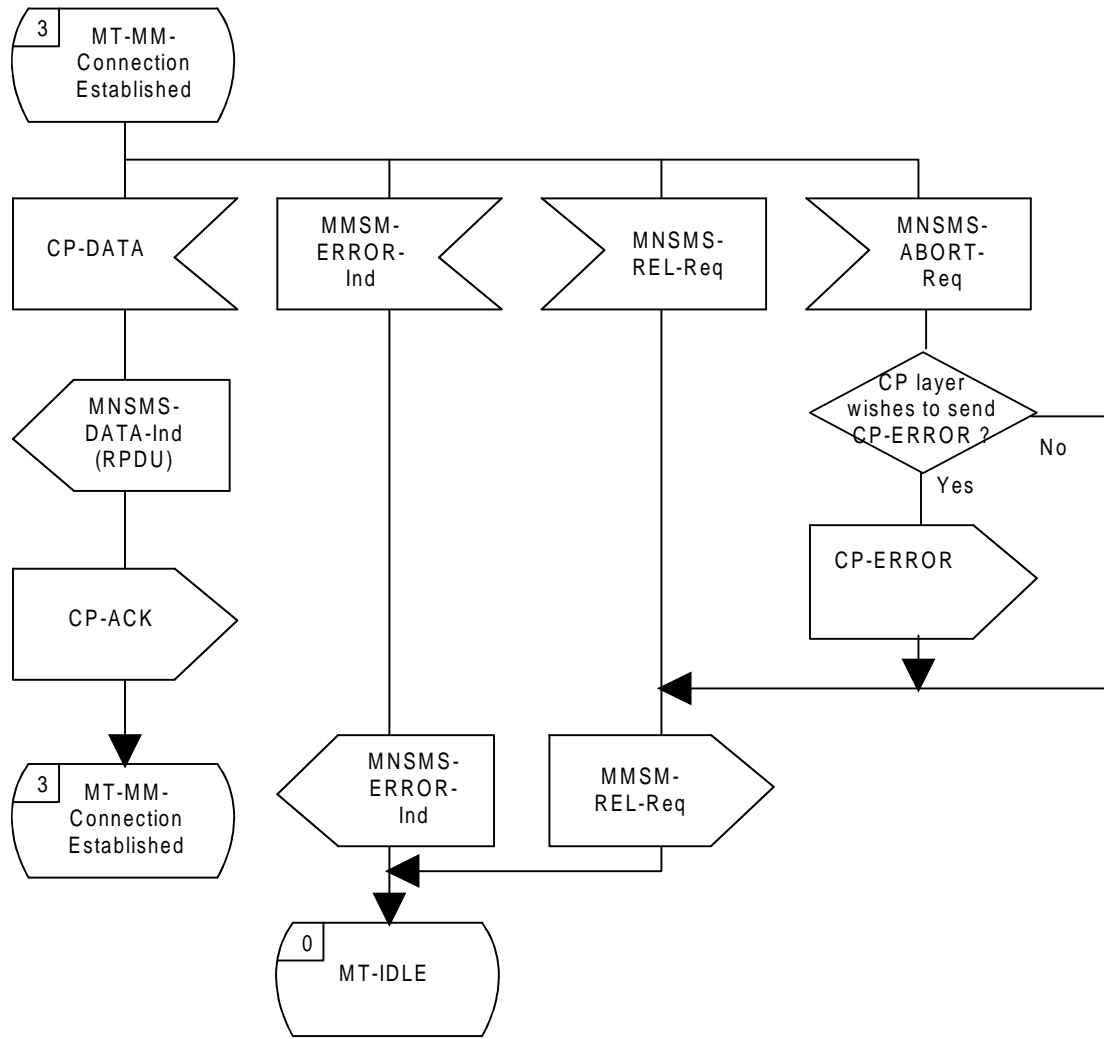 3
MT-MM-
Connection
Established
CP-DATA
MMSM-
ERROR-
Ind
MNSMS-
REL-Req
MNSMS-
ABORT-
Req
MNSMS-
DATA-Ind
(RPDU)
CP layer
wishes to send
CP-ERROR ?
No
Yes
CP-ERROR
CP-ACK
3
MT-MM-
Connection
Established
MNSMS-
ERROR-
Ind
MMSM-
REL-Req
0
MT-IDLE